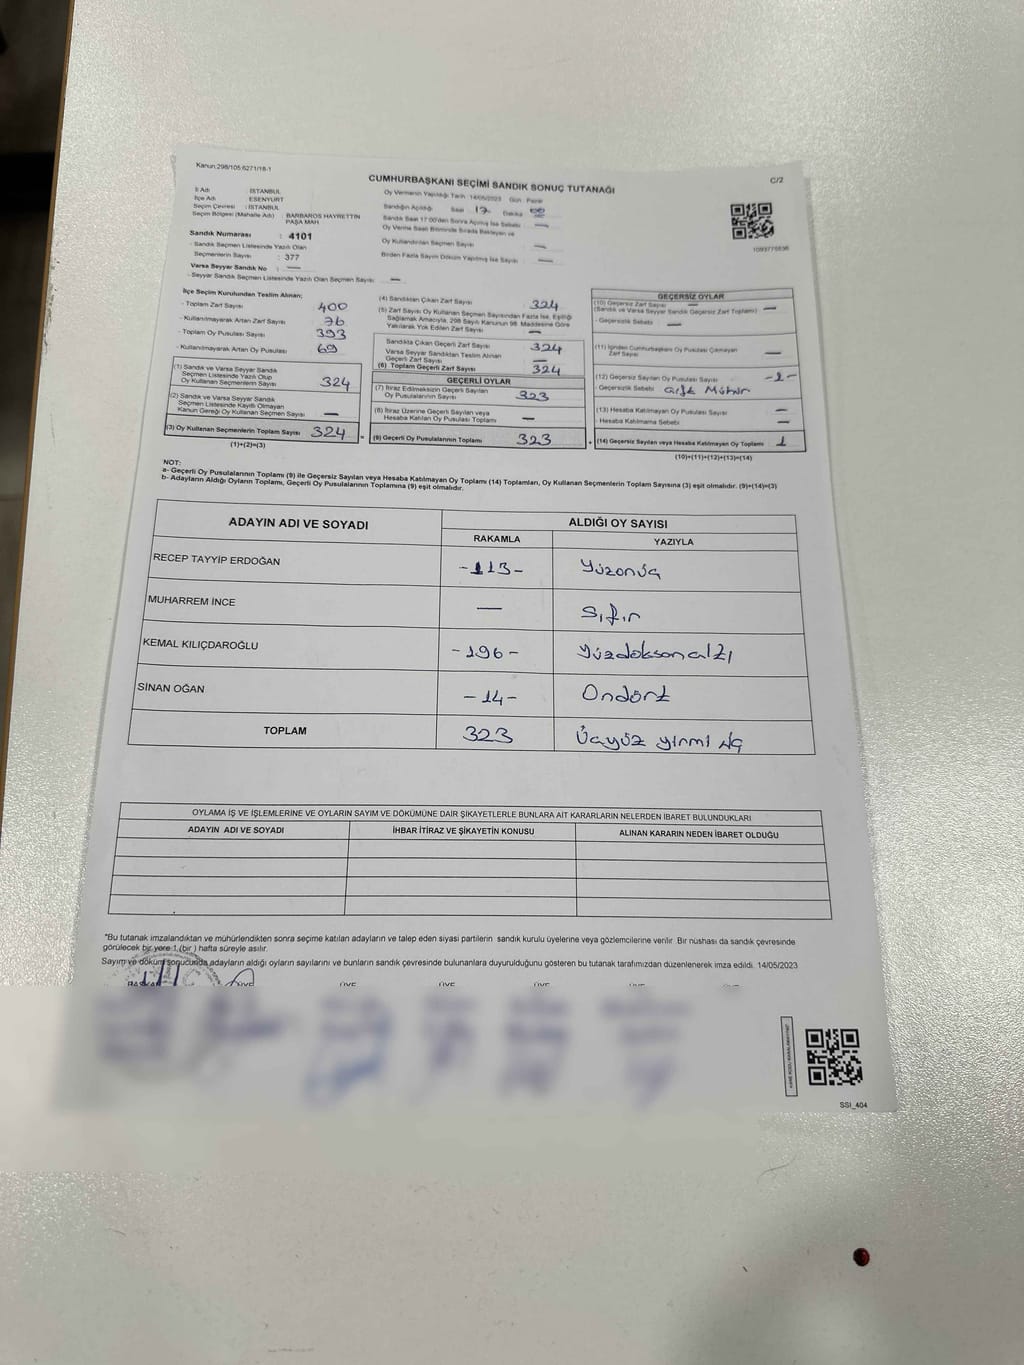 Kanun:298/105:6271/18-1
C/2
CUMHURBAŞKANI SEÇİMİ SANDIK SONUÇ TUTANAĞI
İl Adı : İSTANBUL
İlçe Adı : ESENYURT
Seçim Çevresi : İSTANBUL
Seçim Bölgesi (Mahalle Adı) : BARBAROS HAYRETTİN PAŞA MAH
Sandık Numarası : 4101
- Sandık Seçmen Listesinde Yazılı Olan
Seçmenlerin Sayısı : 377
Varsa Seyyar Sandık No : —
- Seyyar Sandık Seçmen Listesinde Yazılı Olan Seçmen Sayısı : —
Oy Vermenin Yapıldığı Tarih 14/05/2023 Gün Pazar
Sandığın Açıldığı Saat 17 Dakika 00
Sandık Saat 17:00'den Sonra Açılmış İse Sebebi —
Oy Verme Saati Bitiminde Sırada Bekleyen ve
Oy Kullandırılan Seçmen Sayısı —
Birden Fazla Sayım Döküm Yapılmış İse Sayısı —
1093775836
İlçe Seçim Kurulundan Teslim Alınan;
- Toplam Zarf Sayısı 400
- Kullanılmayarak Artan Zarf Sayısı 76
- Toplam Oy Pusulası Sayısı 393
- Kullanılmayarak Artan Oy Pusulası 69
(1) Sandık ve Varsa Seyyar Sandık
Seçmen Listesinde Yazılı Olup
Oy Kullanan Seçmenlerin Sayısı 324
(2) Sandık ve Varsa Seyyar Sandık
Seçmen Listesinde Kayıtlı Olmayan
Kanun Gereği Oy Kullanan Seçmen Sayısı —
(3) Oy Kullanan Seçmenlerin Toplam Sayısı 324
(1)+(2)=(3)
(4) Sandıktan Çıkan Zarf Sayısı 324
(5) Zarf Sayısı Oy Kullanan Seçmen Sayısından Fazla İse, Eşitliği
Sağlamak Amacıyla, 298 Sayılı Kanunun 98. Maddesine Göre
Yakılarak Yok Edilen Zarf Sayısı —
Sandıkta Çıkan Geçerli Zarf Sayısı 324
Varsa Seyyar Sandıktan Teslim Alınan
Geçerli Zarf Sayısı —
(6) Toplam Geçerli Zarf Sayısı 324
GEÇERLİ OYLAR
(7) İtiraz Edilmeksizin Geçerli Sayılan
Oy Pusulası Sayısı 323
(8) İtiraz Üzerine Geçerli Sayılan veya
Hesaba Katılan Oy Pusulası Toplamı —
(9) Geçerli Oy Pusulalarının Toplamı 323
GEÇERSİZ OYLAR
(10) Geçersiz Zarf Sayısı —
(Sandık ve Varsa Seyyar Sandık Geçersiz Zarf Toplamı) —
- Geçersizlik Sebebi —
(11) İçinden Cumhurbaşkanı Oy Pusulası Çıkmayan
Zarf Sayısı —
(12) Geçersiz Sayılan Oy Pusulası Sayısı -1-
- Geçersizlik Sebebi Çift Mühür
(13) Hesaba Katılmayan Oy Pusulası Sayısı —
- Hesaba Katılmama Sebebi —
(14) Geçersiz Sayılan veya Hesaba Katılmayan Oy Toplamı 1
(10)+(11)+(12)+(13)=(14)
NOT:
a- Geçerli Oy Pusulalarının Toplamı (9) ile Geçersiz Sayılan veya Hesaba Katılmayan Oy Toplamı (14) Toplamları, Oy Kullanan Seçmenlerin Toplam Sayısına (3) eşit olmalıdır. (9)+(14)=(3)
b- Adayların Aldığı Oyların Toplamı, Geçerli Oy Pusulalarının Toplamına (9) eşit olmalıdır.
ADAYIN ADI VE SOYADI ALDIĞI OY SAYISI
RAKAMLA YAZIYLA
RECEP TAYYİP ERDOĞAN -113- Yüzonüç
MUHARREM İNCE — Sıfır
KEMAL KILIÇDAROĞLU -196- Yüzdoksanaltı
SİNAN OĞAN -14- Ondört
TOPLAM 323 Üçyüz yirmi üç
OYLAMA İŞ VE İŞLEMLERİNE VE OYLARIN SAYIM VE DÖKÜMÜNE DAİR ŞİKAYETLERLE BUNLARA AİT KARARLARIN NELERDEN İBARET BULUNDUKLARI
ADAYIN ADI VE SOYADI İHBAR İTİRAZ VE ŞİKAYETİN KONUSU ALINAN KARARIN NEDEN İBARET OLDUĞU
*Bu tutanak imzalandıktan ve mühürlendikten sonra seçime katılan adayların ve talep eden siyasi partilerin sandık kurulu üyelerine veya gözlemcilerine verilir. Bir nüshası da sandık çevresinde
görülecek bir yere 1 (bir ) hafta süreyle asılır.
Sayım ve döküm sonucunda adayların aldığı oyların sayılarını ve bunların sandık çevresinde bulunanlara duyurulduğunu gösteren bu tutanak tarafımızdan düzenlenerek imza edildi. 14/05/2023
BAŞKAN ÜYE ÜYE ÜYE ÜYE ÜYE
SSI_404